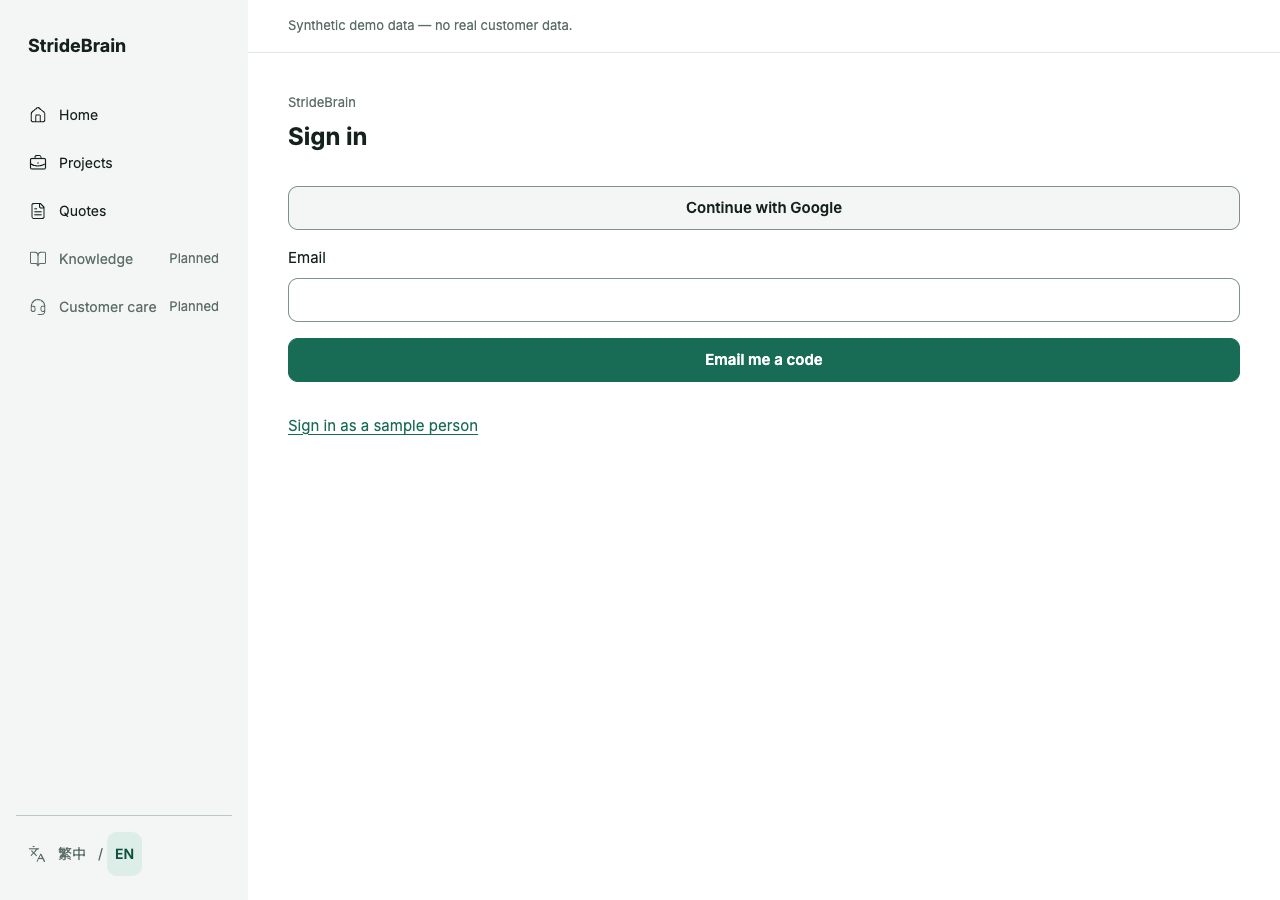 StrideBrain
Home
Projects
Quotes
Knowledge Planned
Customer care Planned
繁中 / EN
Synthetic demo data — no real customer data.
StrideBrain
Sign in
Continue with Google
Email
Email me a code
Sign in as a sample person